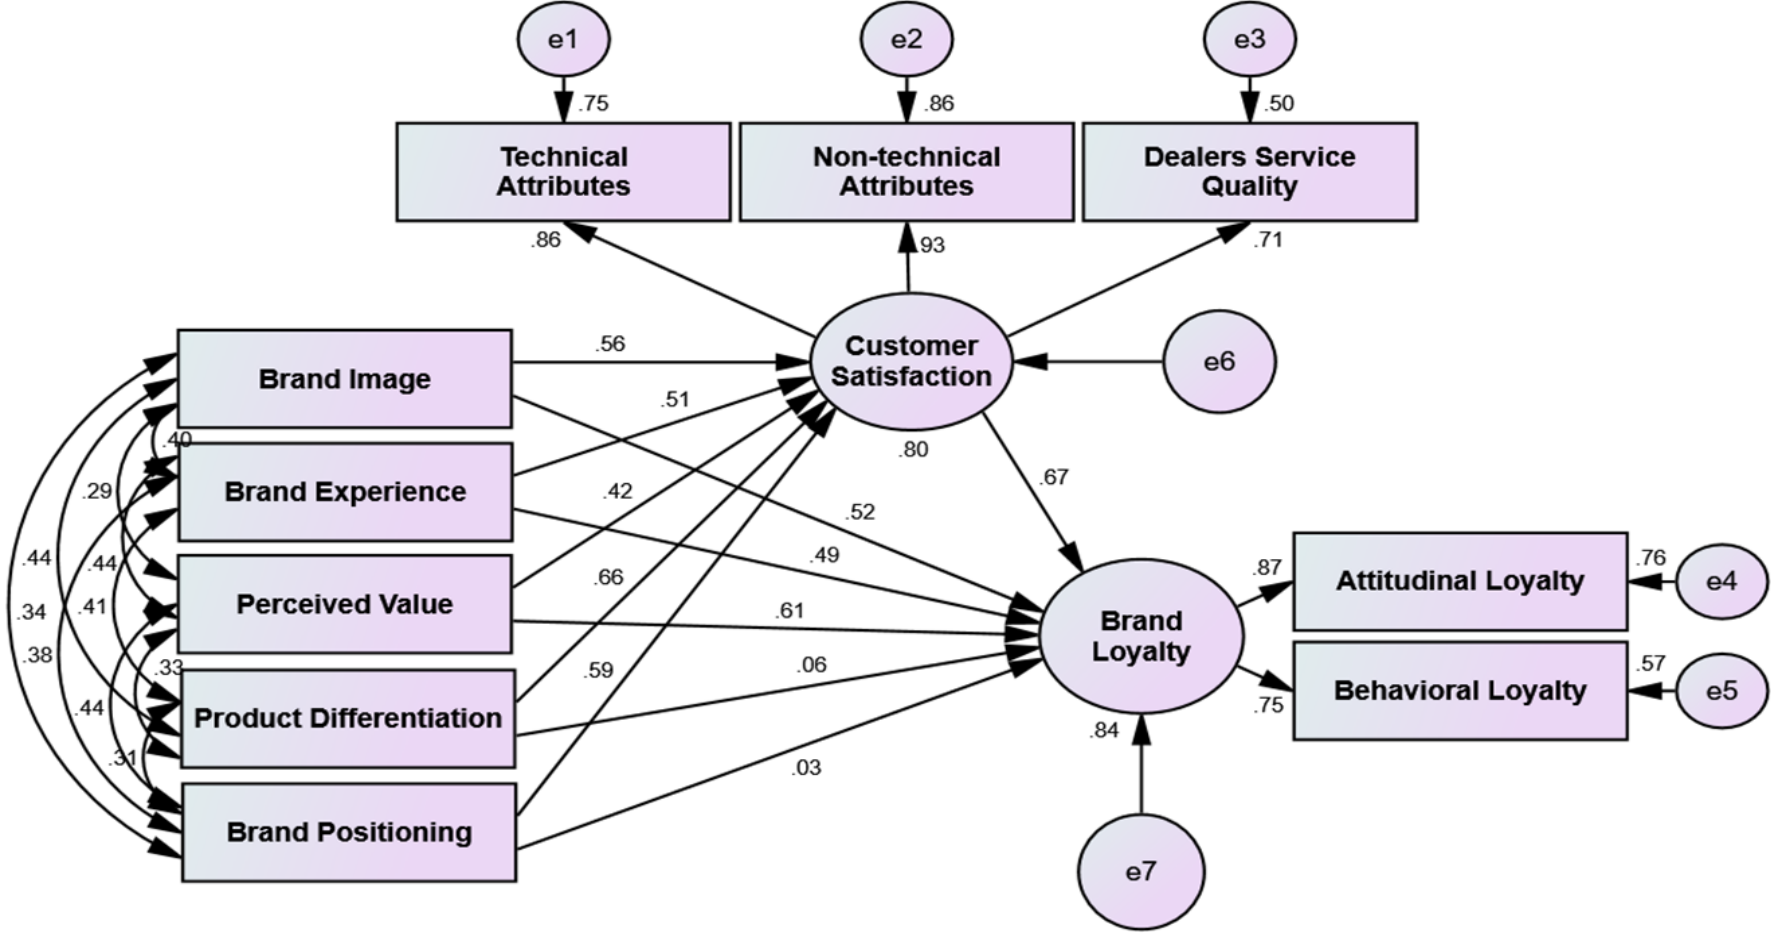 e1
e2
e3
.75
.86
.50
Technical
Attributes
Non-technical
Attributes
Dealers Service
Quality
.86
.93
.71
Customer
Satisfaction
e6
.80
Brand Image
Brand Experience
Perceived Value
Product Differentiation
Brand Positioning
.56
.51
.42
.66
.59
.52
.49
.61
.06
.03
.67
.40
.29
.44
.44
.41
.34
.38
.33
.44
.31
Brand
Loyalty
.84
e7
.87
.75
Attitudinal Loyalty
Behavioral Loyalty
.76
e4
.57
e5